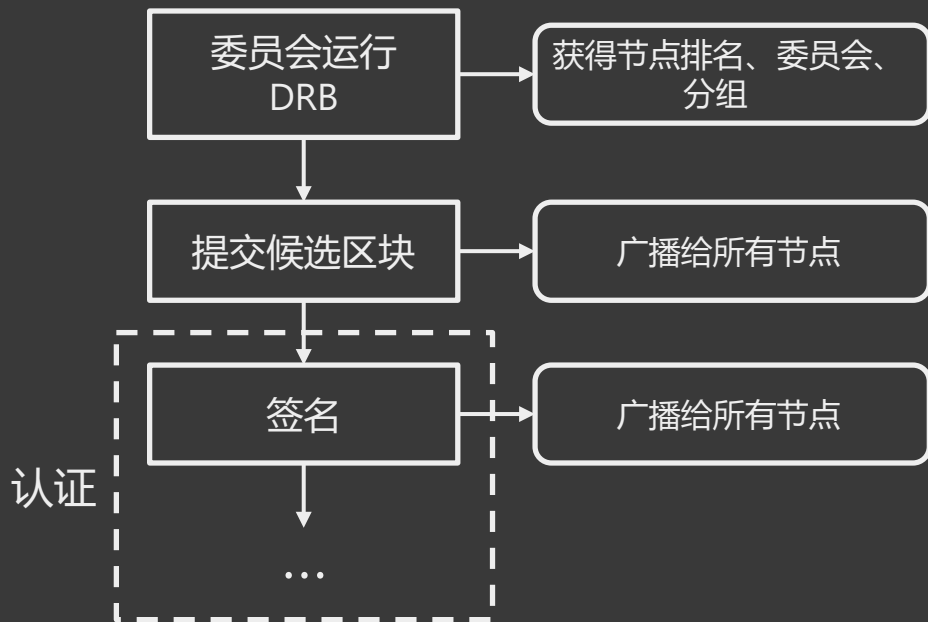 委员会运行
DRB
获得节点排名、委员会、
分组
提交候选区块
广播给所有节点
签名
广播给所有节点
认证
...